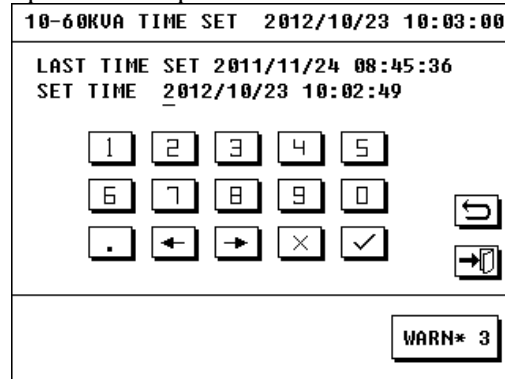 10-60KVA TIME SET 2012/10/23 10:03:00
LAST TIME SET 2011/11/24 08:45:36
SET TIME 2012/10/23 10:02:49
1 2 3 4 5
6 7 8 9 0
. ← → × ✓
WARN* 3